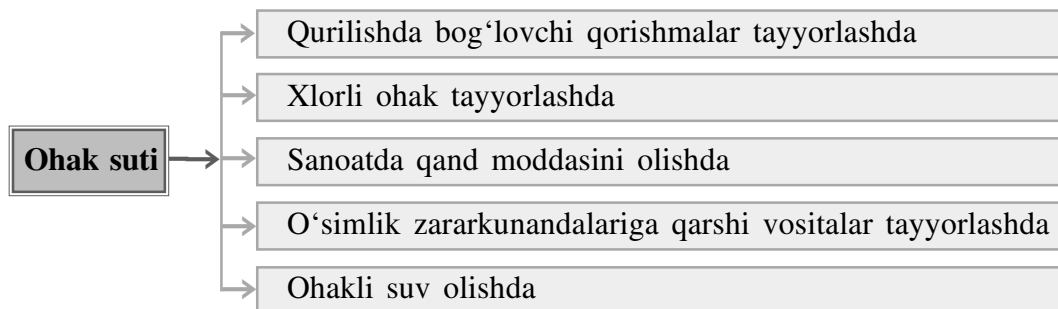 Qurilishda bog‘lovchi qorishmalar tayyorlashda
Xlorli ohak tayyorlashda
Ohak suti
Sanoatda qand moddasini olishda
O‘simlik zararkunandalariga qarshi vositalar tayyorlashda
Ohakli suv olishda